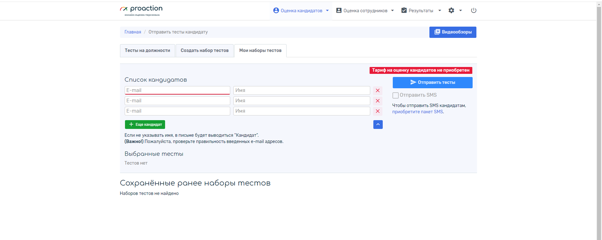 proaction
Оценка кандидатов
Оценка сотрудников
Результаты
Главная / Отправить тесты кандидату
Видеообзоры
Тесты на должности
Создать набор тестов
Мои наборы тестов
Тариф на оценку кандидатов не приобретен
Список кандидатов
E-mail
Имя
E-mail
Имя
E-mail
Имя
Отправить тесты
Отправить SMS
Чтобы отправить SMS кандидатам,
приобретите пакет SMS.
+ Еще кандидат
Если не указывать имя, в письме будет выводиться "Кандидат".
(Важно!) Пожалуйста, проверьте правильность введенных e-mail адресов.
Выбранные тесты
Тестов нет
Сохранённые ранее наборы тестов
Наборов тестов не найдено